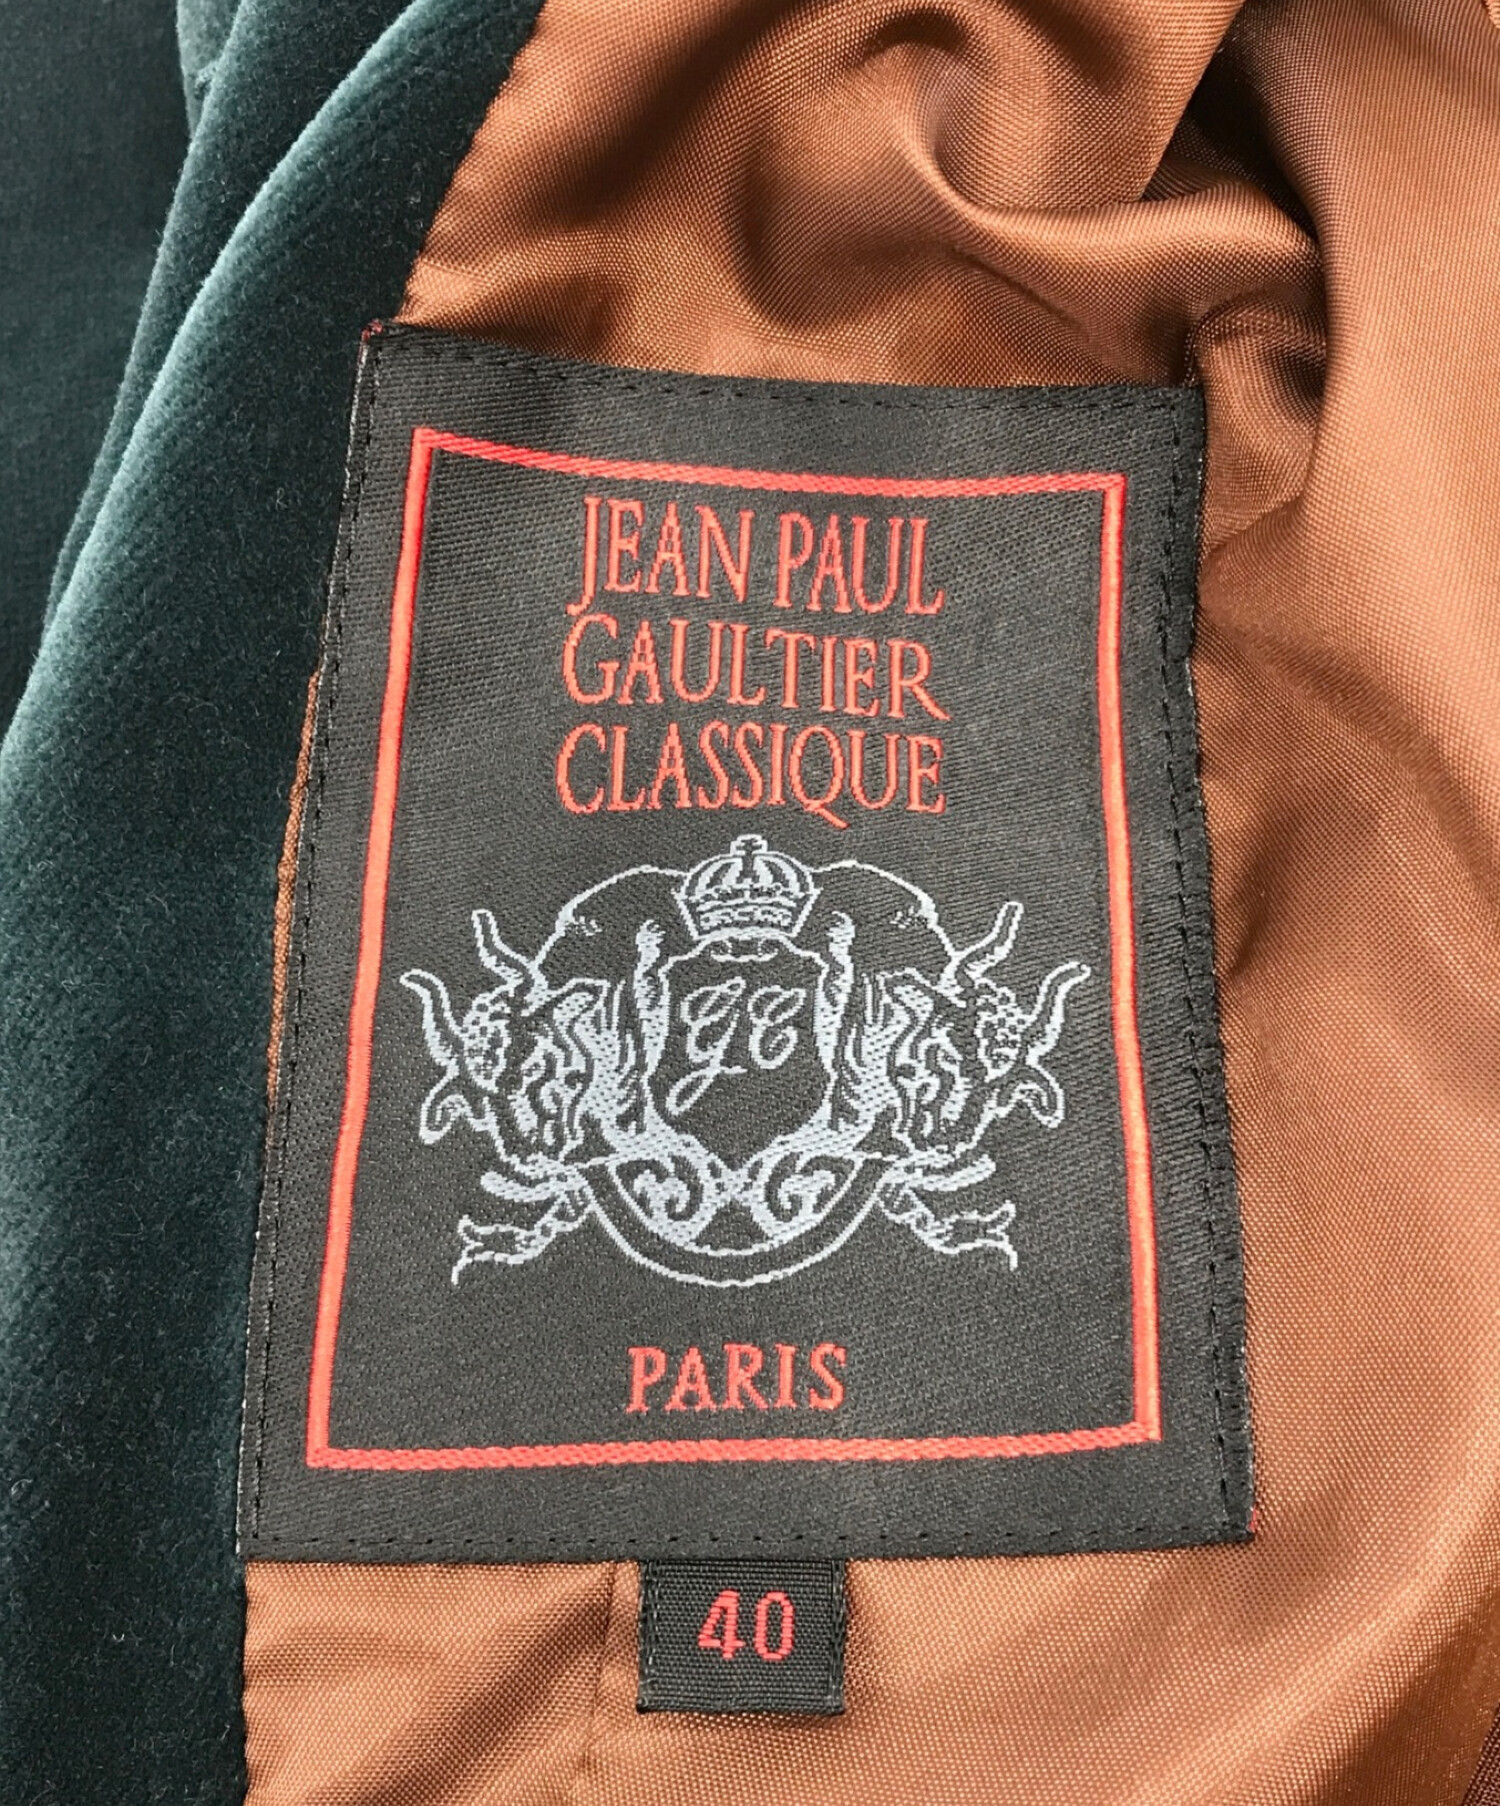 JEAN PAUL
GAULTIER
CLASSIQUE
PARIS
40